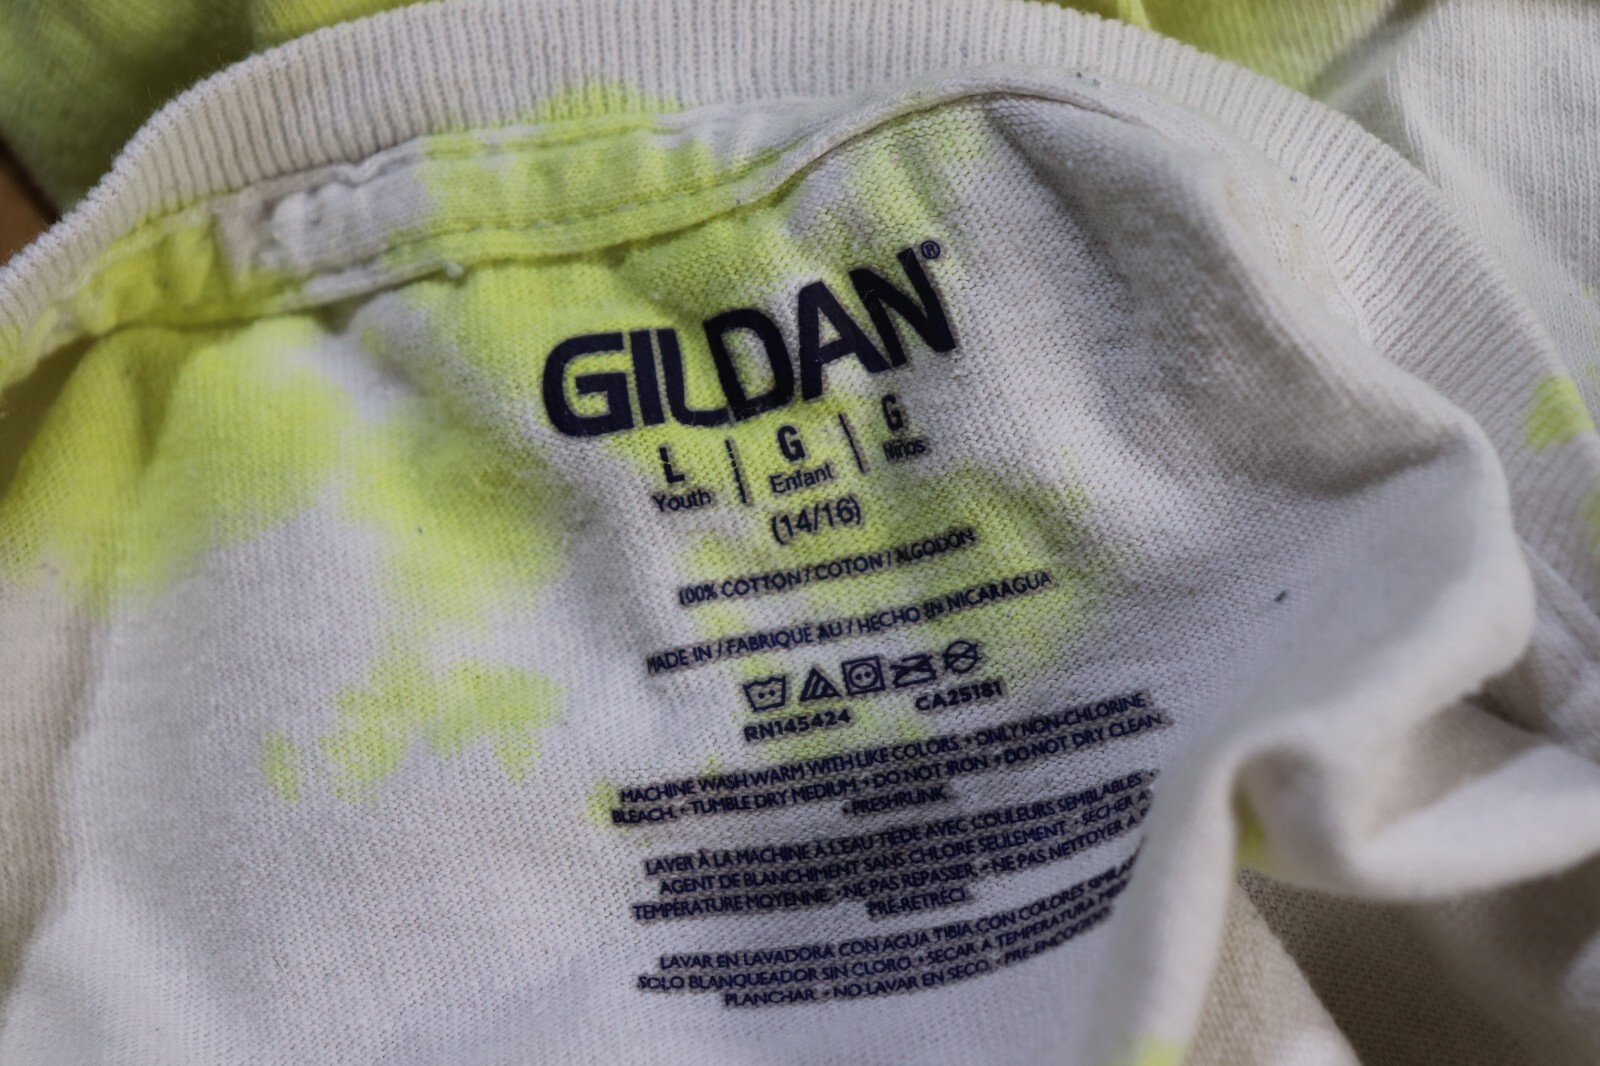 GILDAN®
L | G | G
Youth Enfant Niños
(14/16)
100% COTTON / COTON / ALGODÓN
MADE IN / FABRIQUÉ AU / HECHO EN NICARAGUA
RN145424 CA25181
MACHINE WASH WARM WITH LIKE COLORS. • ONLY NON-CHLORINE
BLEACH. • TUMBLE DRY MEDIUM. • DO NOT IRON • DO NOT DRY CLEAN.
• PRESHRUNK
LAVER À LA MACHINE À L'EAU TIÈDE AVEC COULEURS SEMBLABLES •
AGENT DE BLANCHIMENT SANS CHLORE SEULEMENT • SÉCHER À
TEMPÉRATURE MOYENNE. • NE PAS REPASSER. • NE PAS NETTOYER À
PRÉ-RETRÉCI.
LAVAR EN LAVADORA CON AGUA TIBIA CON COLORES
SOLO BLANQUEADOR SIN CLORO. • SECAR A TEMPERATURA
PLANCHAR. • NO LAVAR EN SECO. •